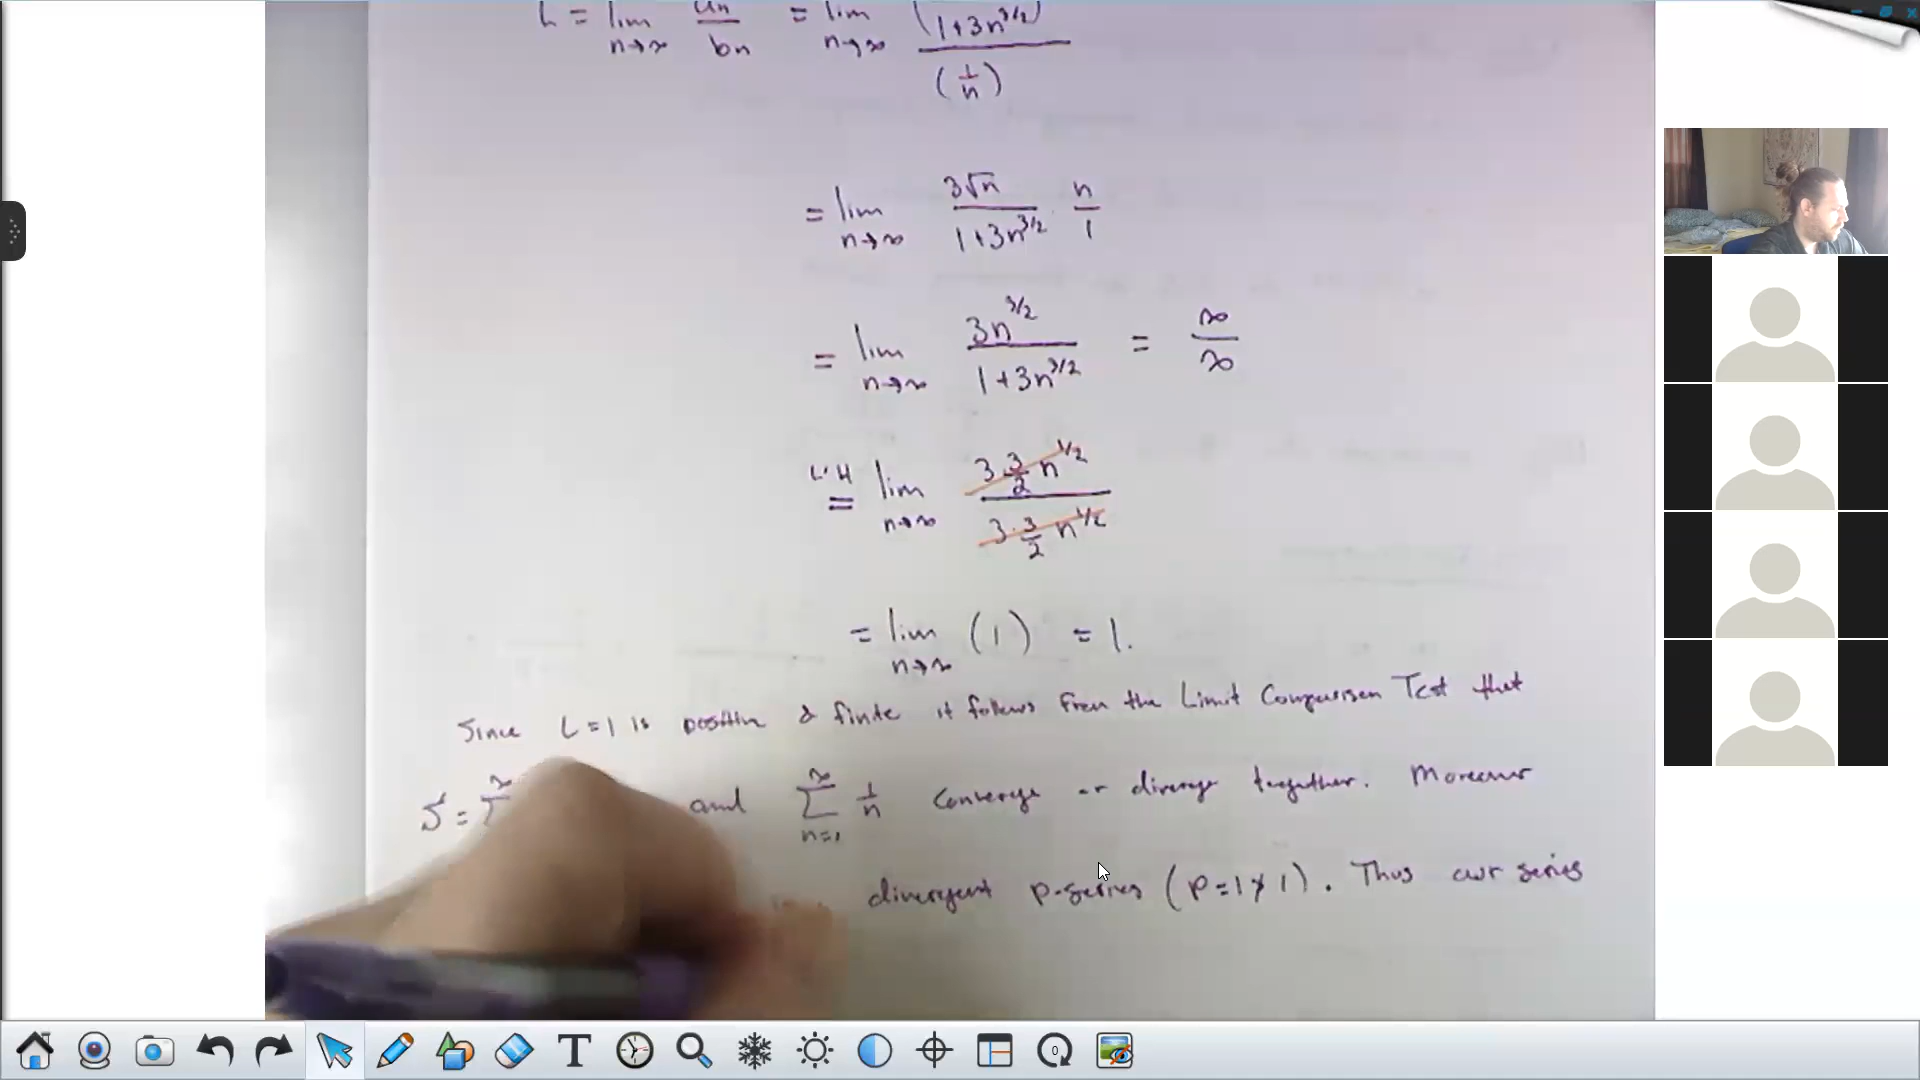 L = lim n→∞ an/bn = lim n→∞ (1+3n^3/2) / (1/n)
= lim n→∞ 3√n / 1+3n^3/2 · n/1
= lim n→∞ 3n^3/2 / 1+3n^3/2 = ∞/∞
L'H = lim n→∞ 3·3/2 n^1/2 / 3·3/2 n^1/2
= lim n→∞ (1) = 1.
Since L=1 is positive & finite it follows from the Limit Comparison Test that
S = ∑ ∞ and ∑ n=1 ∞ 1/n converge or diverge together. Moreover
divergent p-series (p=1≯1). Thus our series
T
0